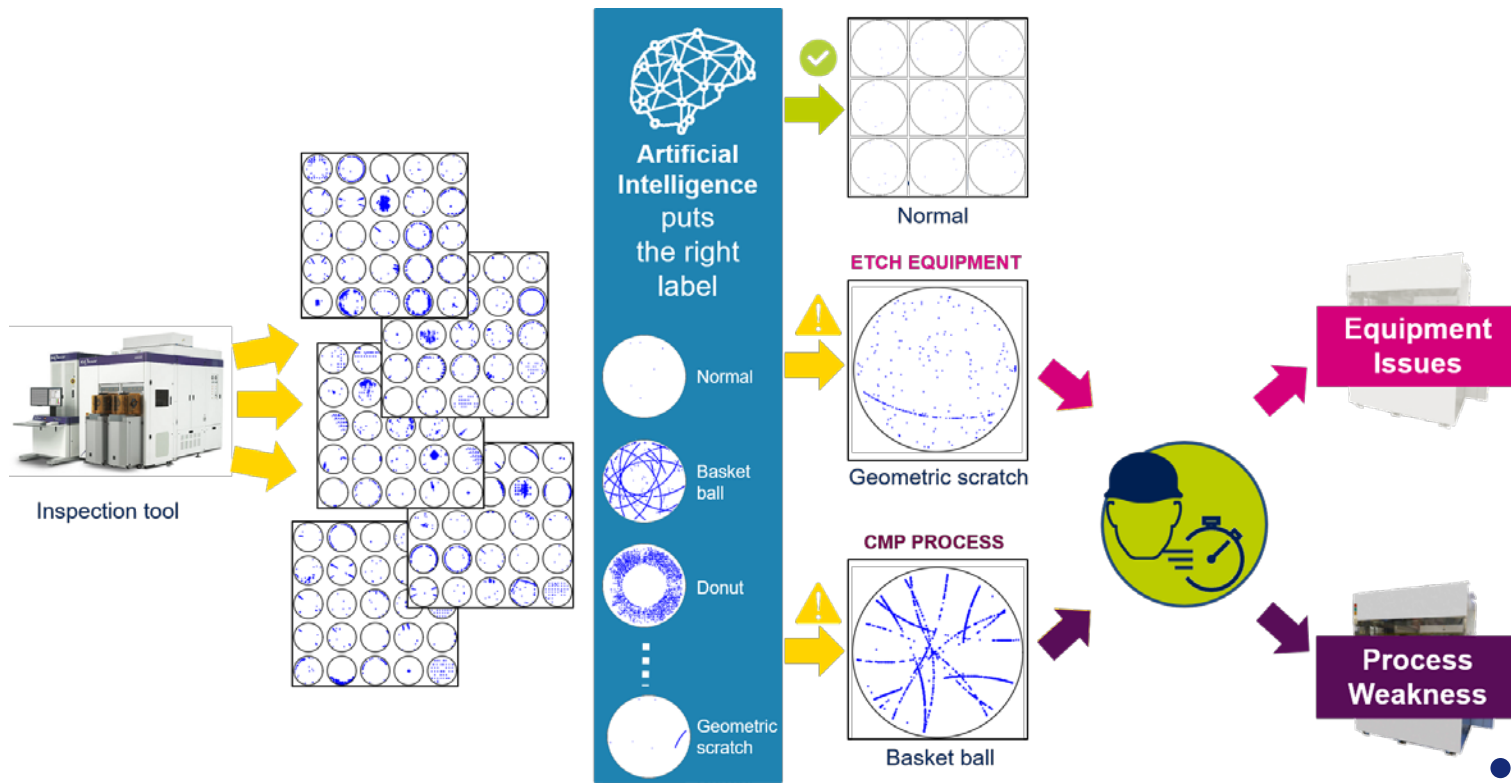 Inspection tool
Artificial
Intelligence
puts
the right
label
Normal
Basket
ball
Donut
Geometric
scratch
Normal
ETCH EQUIPMENT
Geometric scratch
CMP PROCESS
Basket ball
Equipment
Issues
Process
Weakness